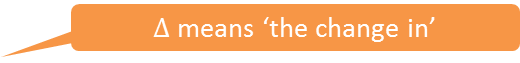 Δ means ‘the change in’